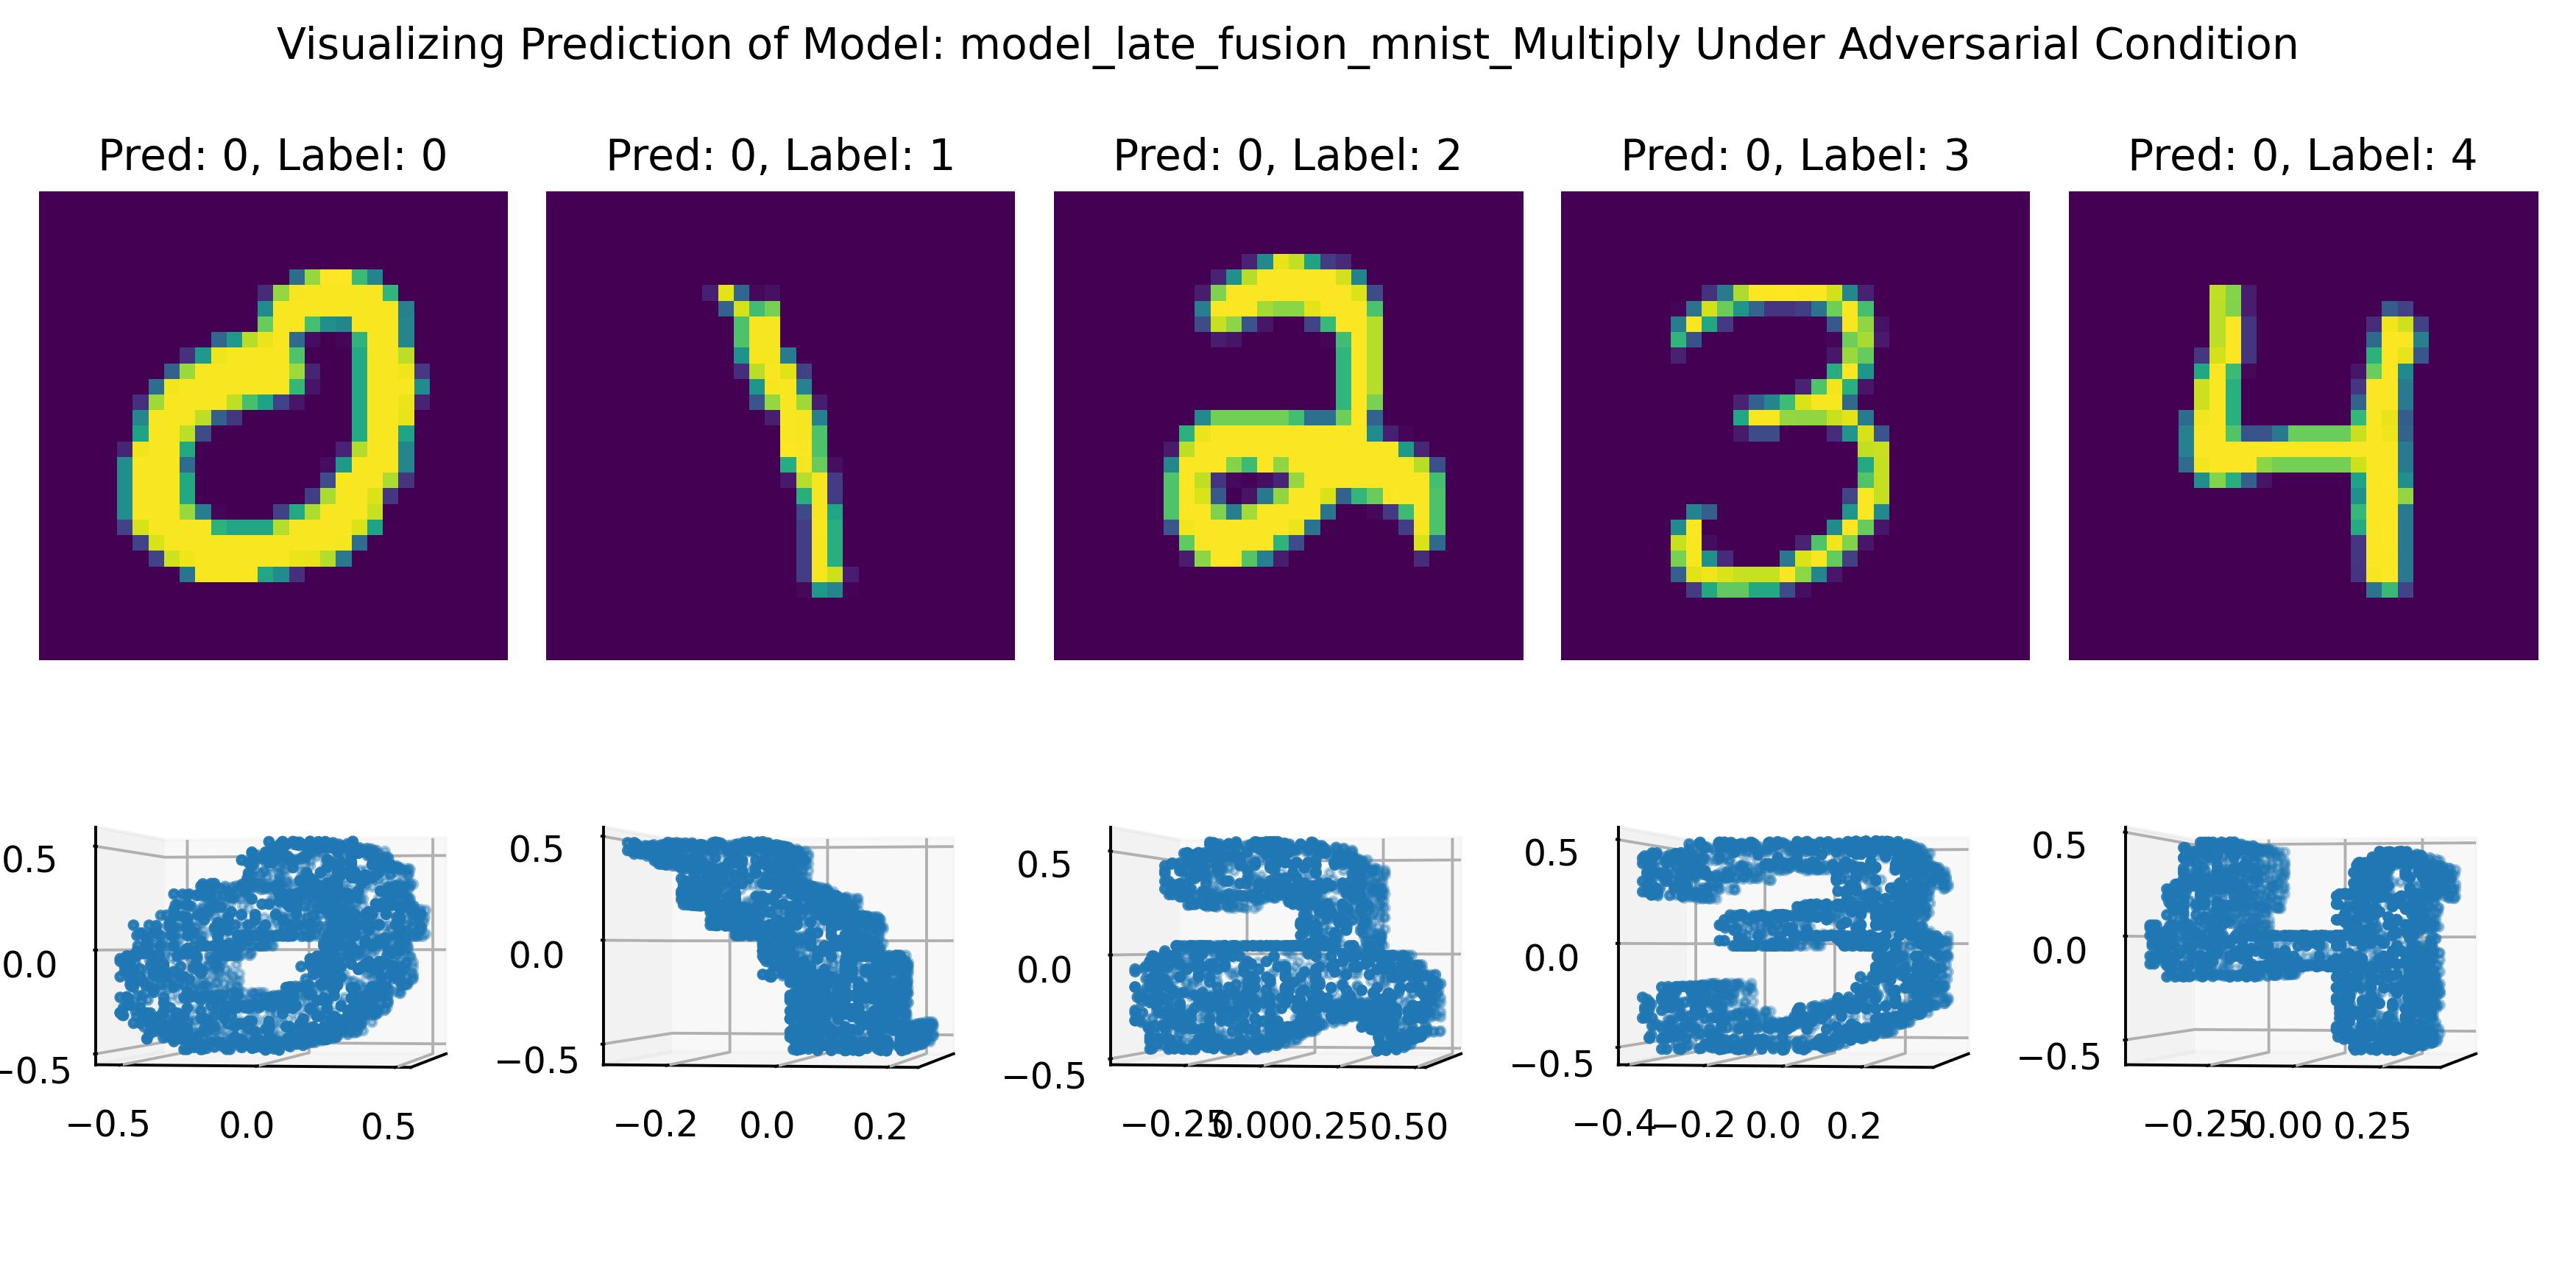 Visualizing Prediction of Model: model_late_fusion_mnist_Multiply Under Adversarial Condition
Pred: 0, Label: 0
Pred: 0, Label: 1
Pred: 0, Label: 2
Pred: 0, Label: 3
Pred: 0, Label: 4
0.5
0.0
−0.5
−0.5 0.0 0.5
0.5
0.0
−0.5
−0.2 0.0 0.2
0.5
0.0
−0.5
−0.25 0.00 0.25 0.50
0.5
0.0
−0.5
−0.4 −0.2 0.0 0.2
0.5
0.0
−0.5
−0.25 0.00 0.25